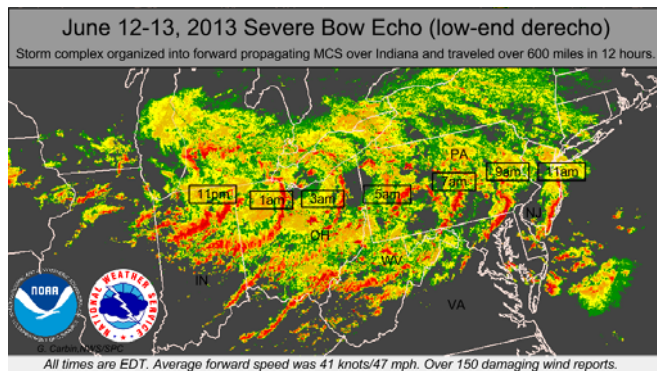 June 12-13, 2013 Severe Bow Echo (low-end derecho)
Storm complex organized into forward propagating MCS over Indiana and traveled over 600 miles in 12 hours.
PA
11pm 1am 3am 5am 7am 9am 11am
NJ
OH
WV
IN
VA
NOAA
NATIONAL WEATHER SERVICE
G. Carbin, NWS/SPC
All times are EDT. Average forward speed was 41 knots/47 mph. Over 150 damaging wind reports.